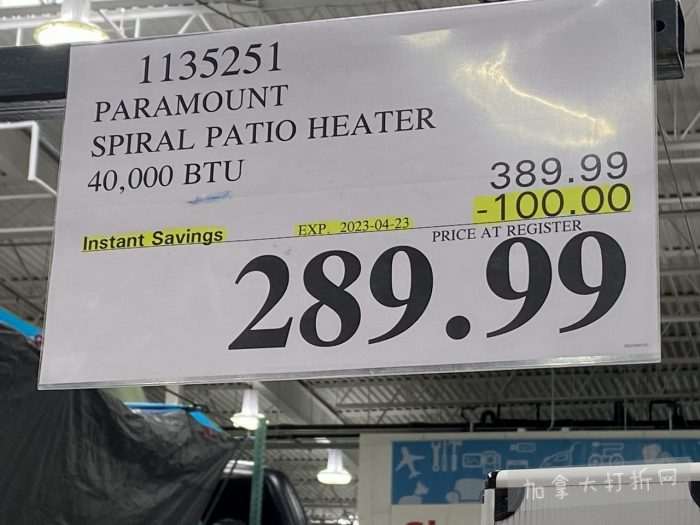 1135251
PARAMOUNT
SPIRAL PATIO HEATER
40,000 BTU
389.99
-100.00
Instant Savings EXP. 2023-04-23 PRICE AT REGISTER
289.99
加拿大打折网